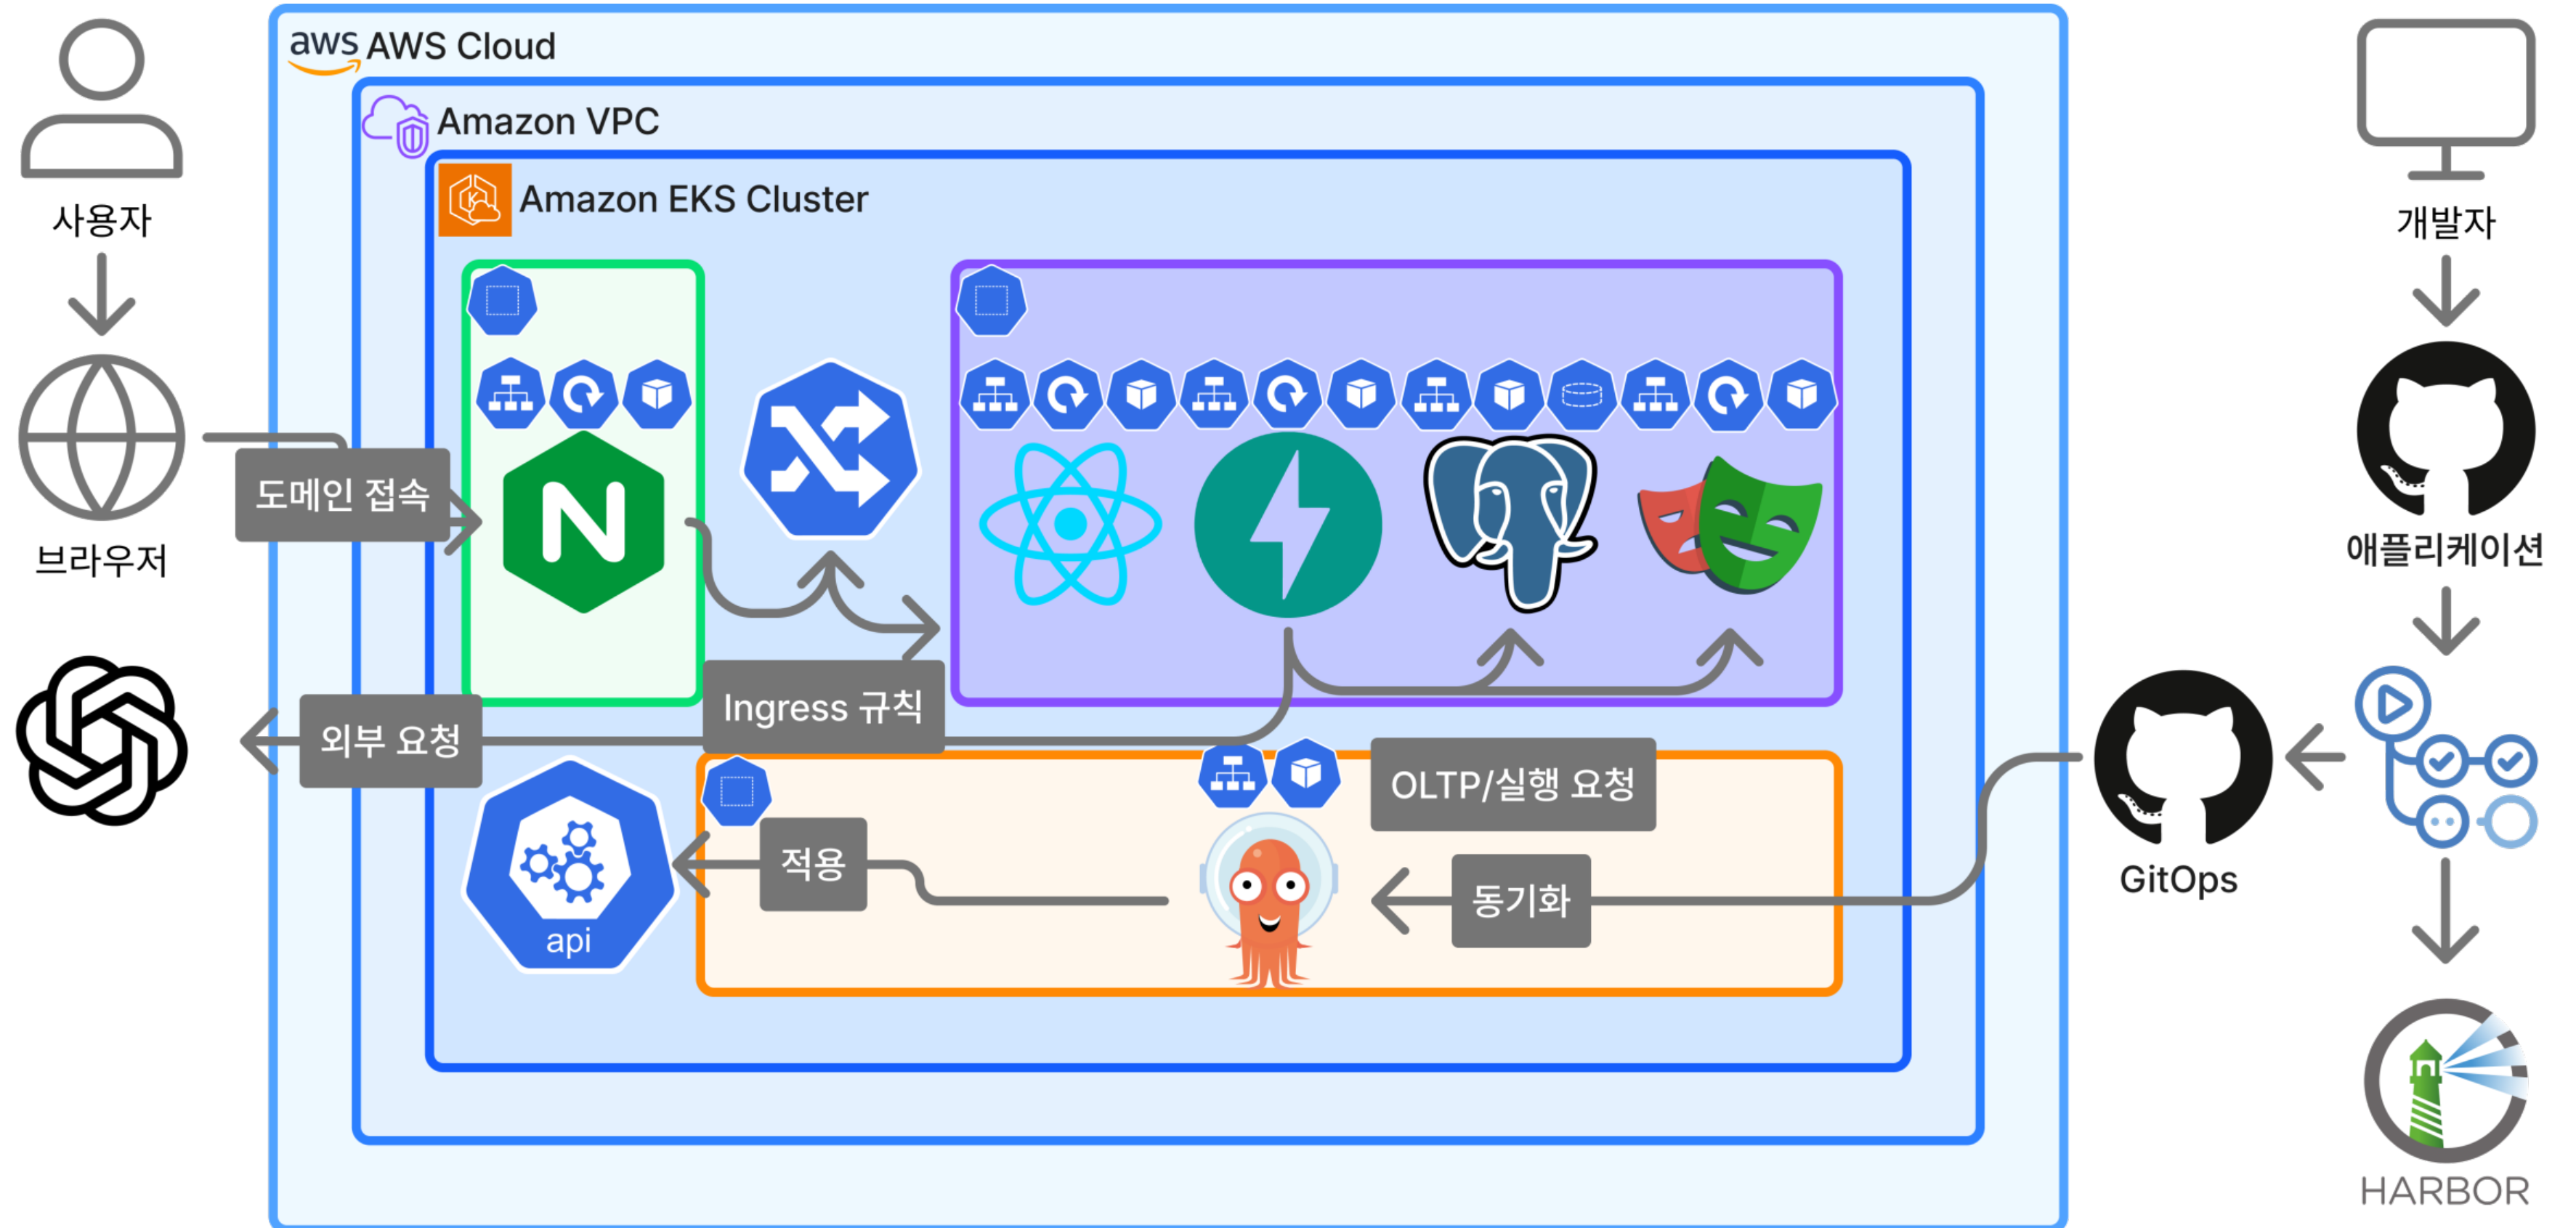 aws AWS Cloud
Amazon VPC
Amazon EKS Cluster
사용자
브라우저
도메인 접속
Ingress 규칙
외부 요청
OLTP/실행 요청
적용
동기화
api
개발자
애플리케이션
GitOps
HARBOR